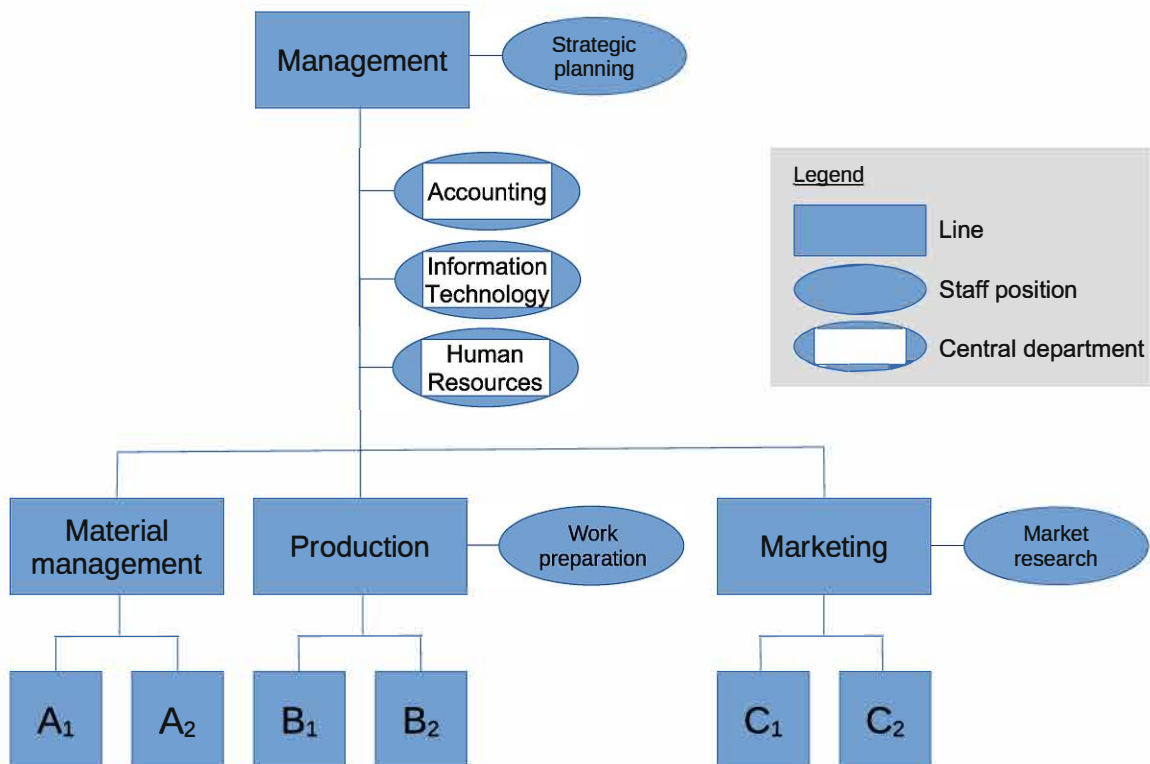 Management
Strategic
planning
Accounting
Information
Technology
Human
Resources
Legend
Line
Staff position
Central department
Material
management
Production
Work
preparation
Marketing
Market
research
A1
A2
B1
B2
C1
C2